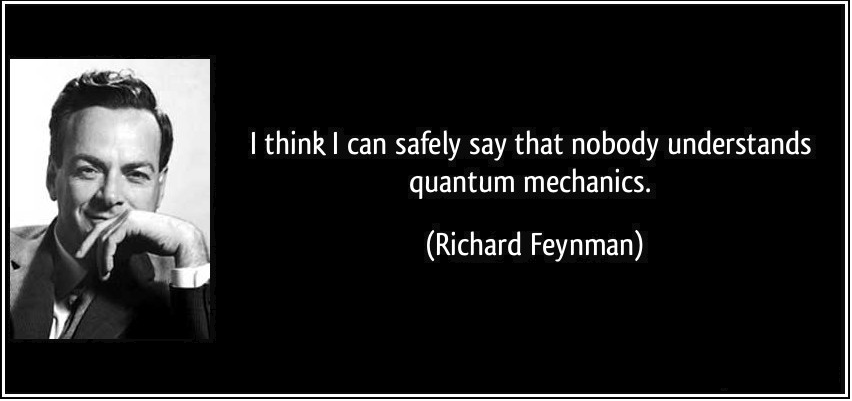 I think I can safely say that nobody understands
quantum mechanics.
(Richard Feynman)